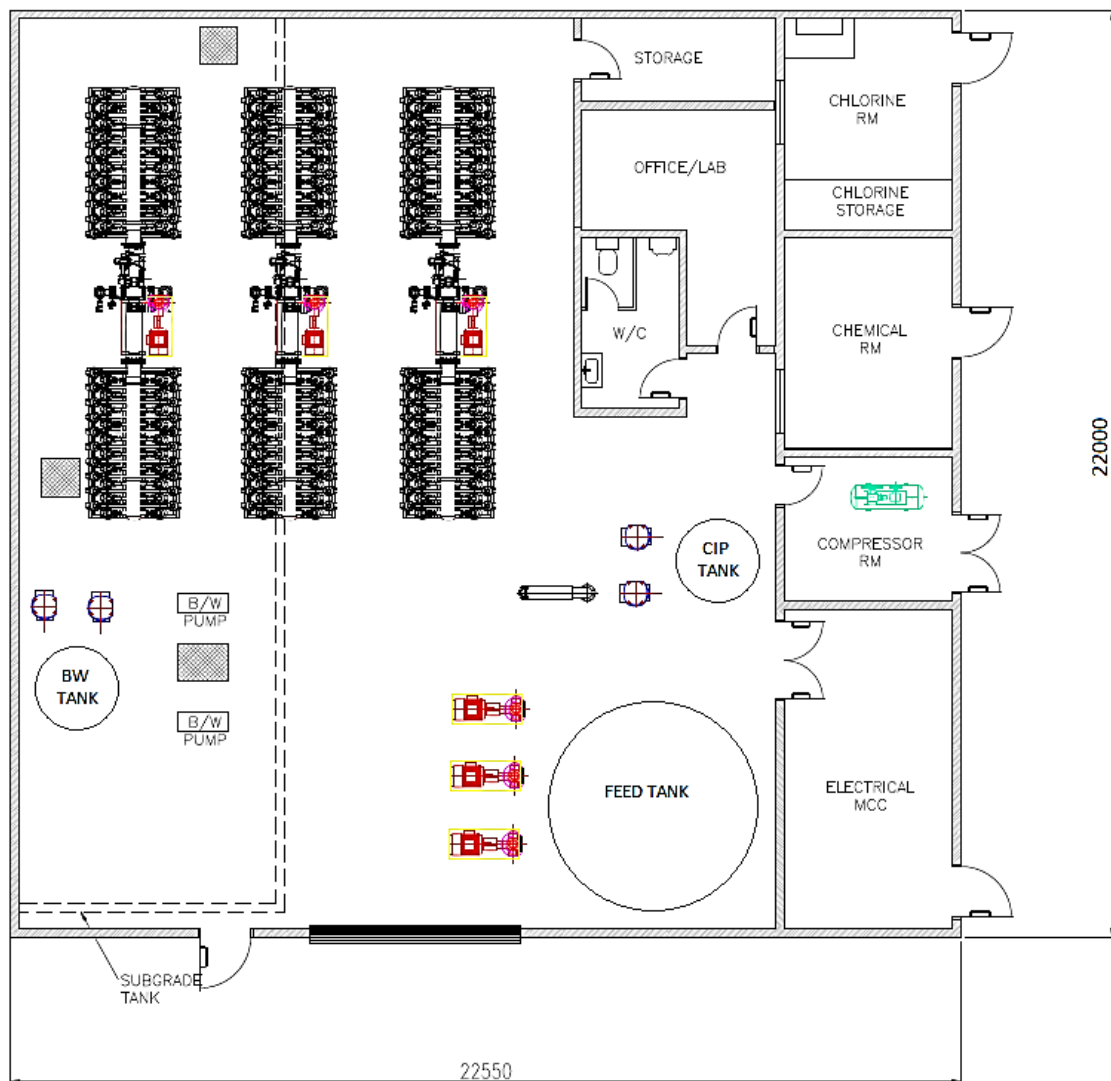 STORAGE
CHLORINE
RM
OFFICE/LAB
CHLORINE
STORAGE
W/C
CHEMICAL
RM
22000
CIP
TANK
COMPRESSOR
RM
B/W
PUMP
BW
TANK
B/W
PUMP
FEED TANK
ELECTRICAL
MCC
SUBGRADE
TANK
22550